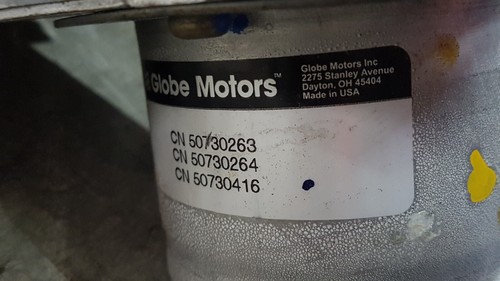 Globe Motors™
Globe Motors Inc
2275 Stanley Avenue
Dayton, OH 45404
Made in USA
CN 50730263
CN 50730264
CN 50730416